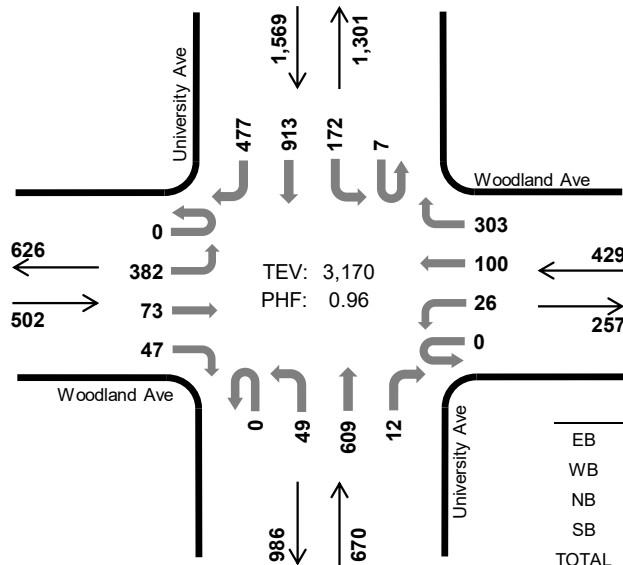 1,569
1,301
University Ave
477
913
172
7
Woodland Ave
0
303
626
382
TEV: 3,170
100
429
73
PHF: 0.96
26
502
257
47
0
Woodland Ave
0
49
609
12
University Ave
EB
WB
NB
SB
TOTAL
986
670